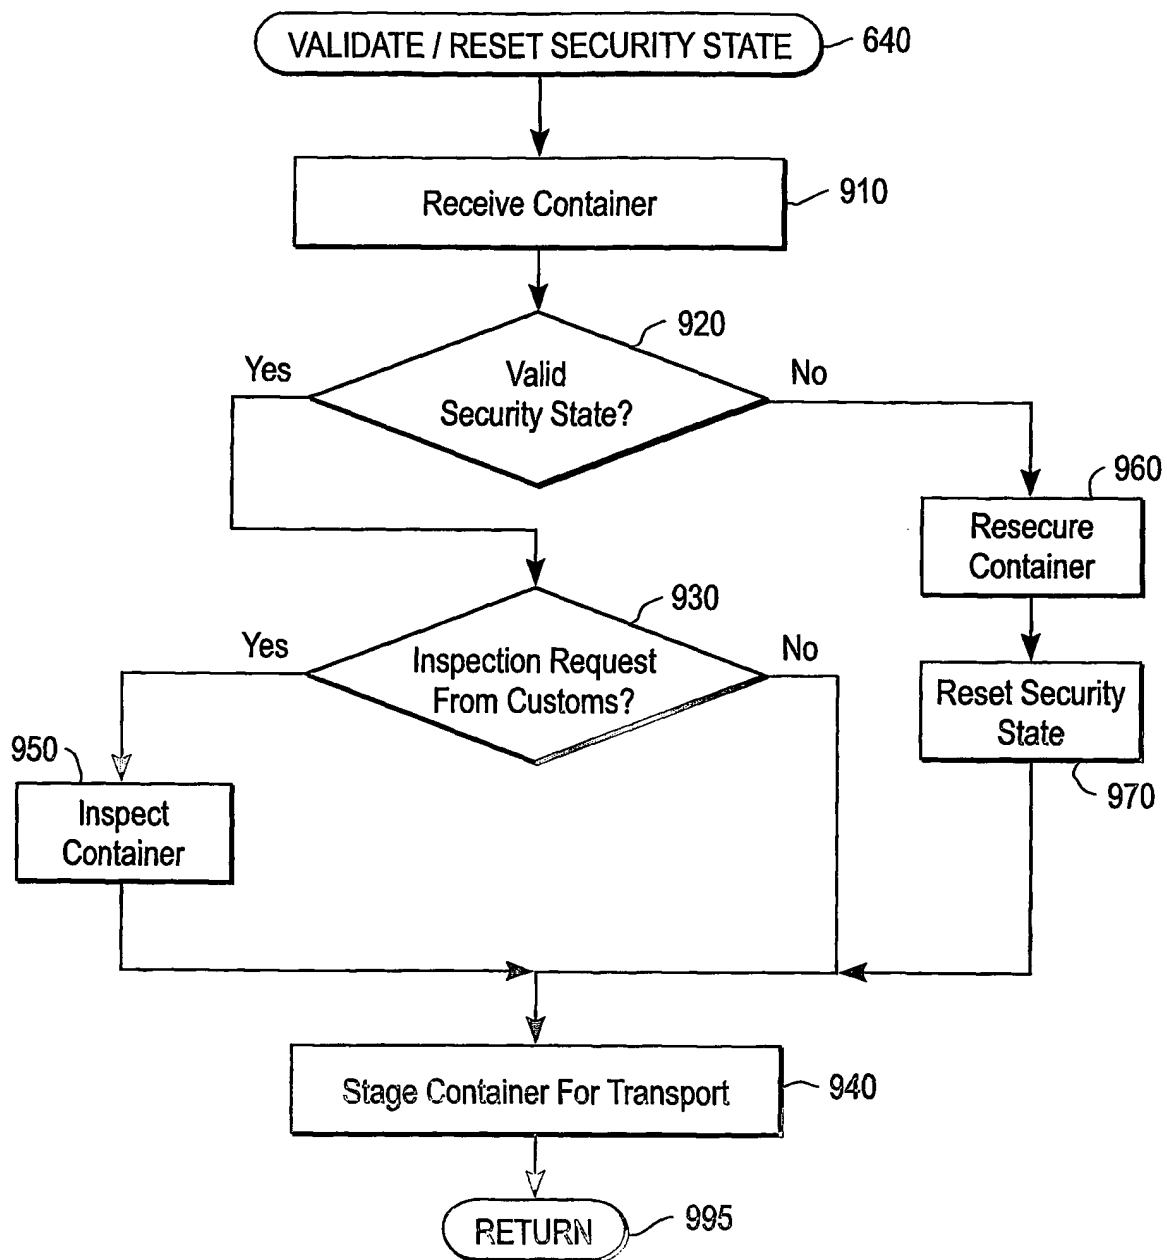 VALIDATE / RESET SECURITY STATE
640
Receive Container
910
920
Yes
Valid
Security State?
No
960
Resecure
Container
930
Yes
Inspection Request
From Customs?
No
Reset Security
State
970
950
Inspect
Container
Stage Container For Transport
940
RETURN
995